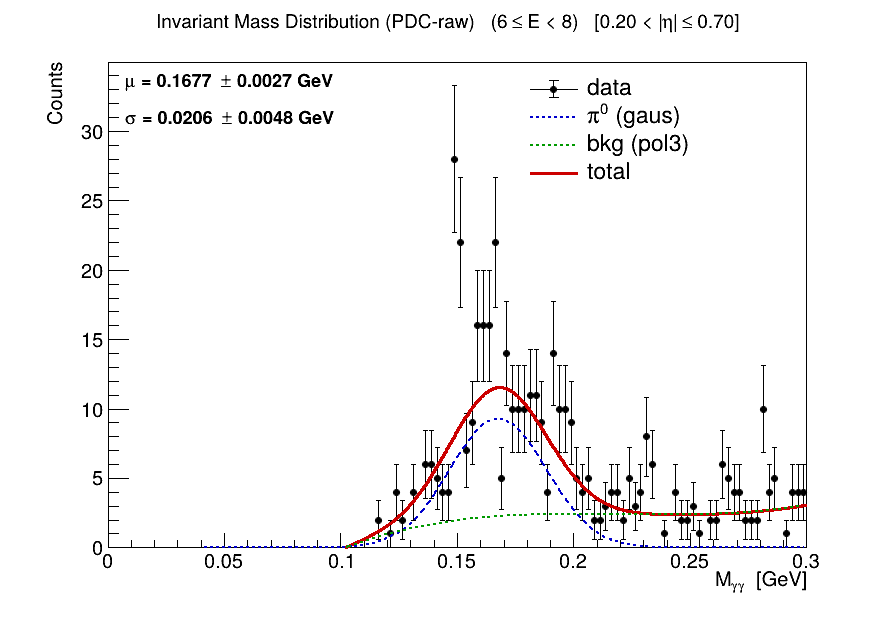 Invariant Mass Distribution (PDC-raw) (6 ≤ E < 8) [0.20 < |η| ≤ 0.70]
Counts
μ = 0.1677 ± 0.0027 GeV
σ = 0.0206 ± 0.0048 GeV
data
π⁰ (gaus)
bkg (pol3)
total
30
25
20
15
10
5
0
0 0.05 0.1 0.15 0.2 0.25 0.3
Mγγ [GeV]